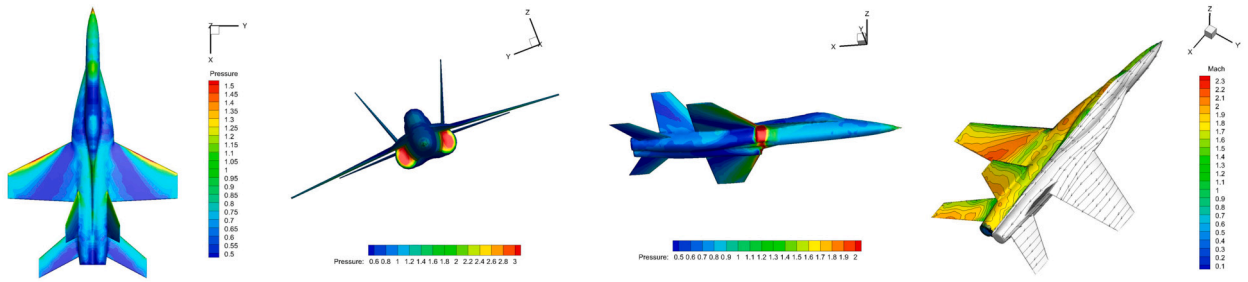 Z
Y
X
Pressure
1.5
1.45
1.4
1.35
1.3
1.25
1.2
1.15
1.1
1.05
1
0.95
0.9
0.85
0.8
0.75
0.7
0.65
0.6
0.55
0.5
Z
X
Y
Pressure: 0.6 0.8 1 1.2 1.4 1.6 1.8 2 2.2 2.4 2.6 2.8 3
Z
Y
X
Pressure: 0.5 0.6 0.7 0.8 0.9 1 1.1 1.2 1.3 1.4 1.5 1.6 1.7 1.8 1.9 2
Z
X
Y
Mach
2.3
2.2
2.1
2
1.9
1.8
1.7
1.6
1.5
1.4
1.3
1.2
1.1
1
0.9
0.8
0.7
0.6
0.5
0.4
0.3
0.2
0.1